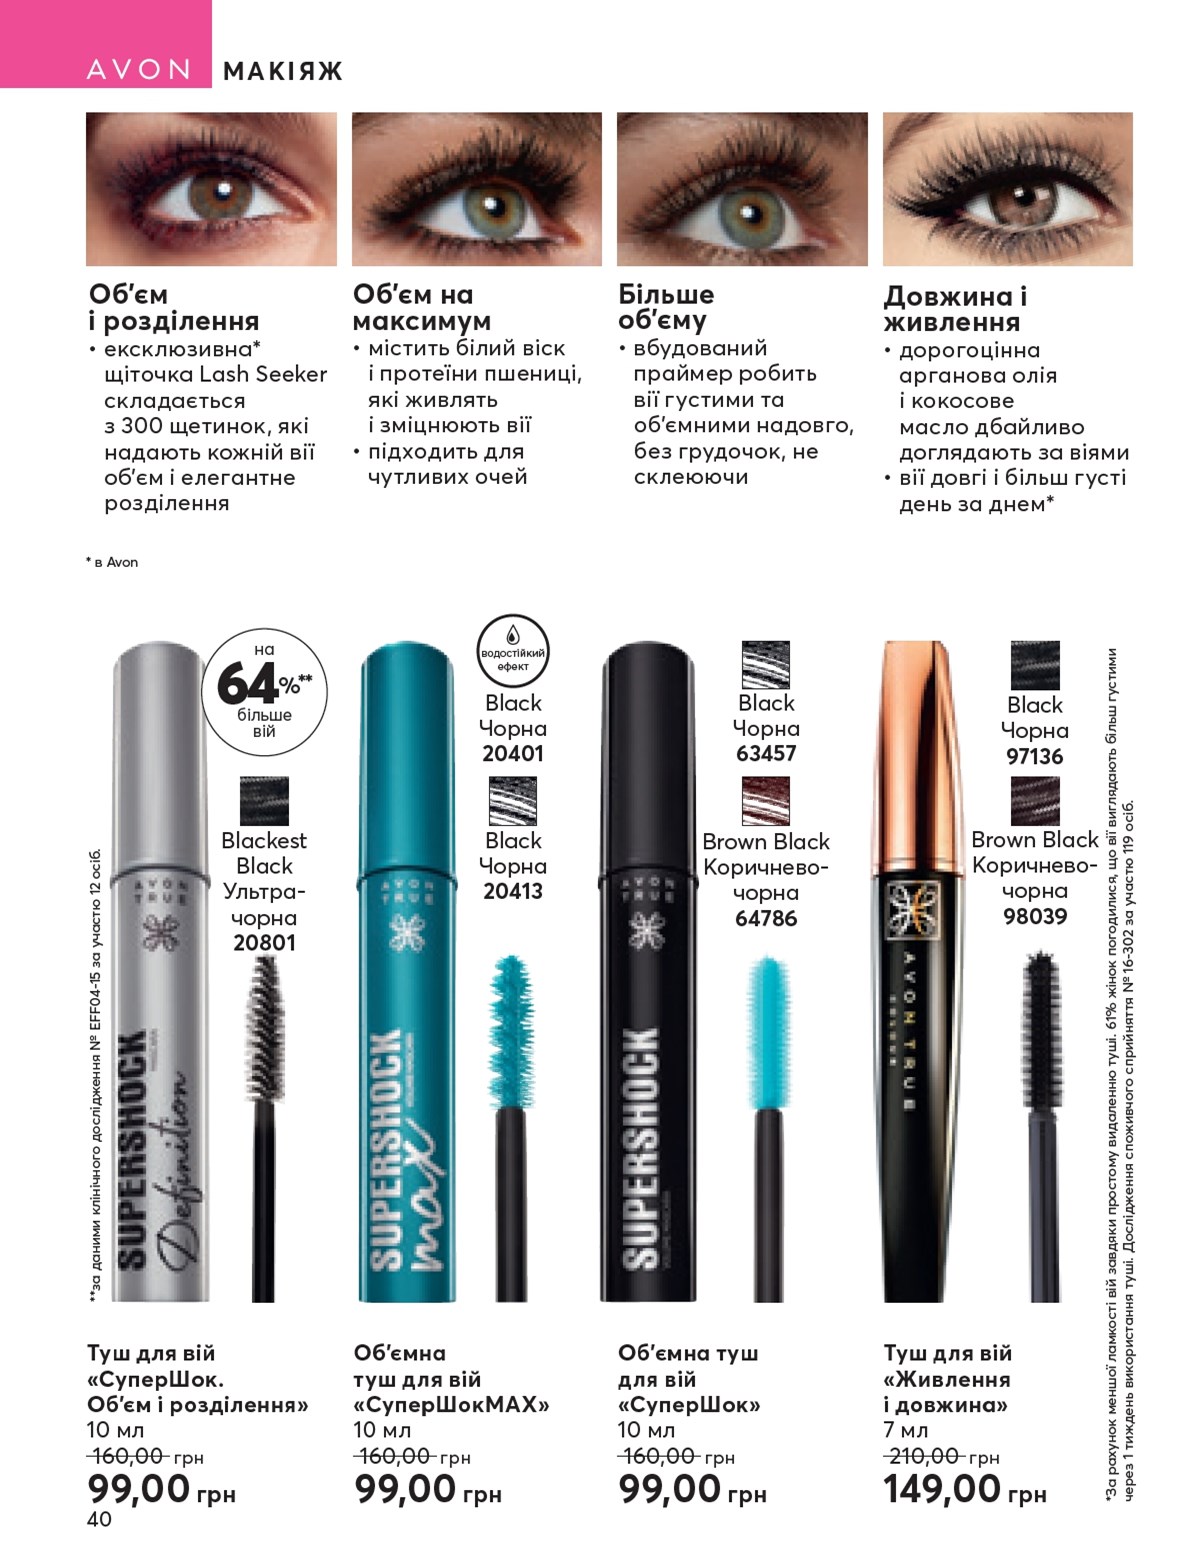 AVON МАКІЯЖ
Об'єм
і розділення
• ексклюзивна*
щіточка Lash Seeker
складається
з 300 щетинок, які
надають кожній вії
об'єм і елегантне
розділення
Об'єм на
максимум
• містить білий віск
і протеїни пшениці,
які живлять
і зміцнюють вії
• підходить для
чутливих очей
Більше
об'єму
• вбудований
праймер робить
вії густими та
об'ємними надовго,
без грудочок, не
склеюючи
Довжина і
живлення
• дорогоцінна
арганова олія
і кокосове
масло дбайливо
доглядають за віями
• вії довгі і більш густі
день за днем*
* в Avon
на
64%**
більше
вій
Blackest
Black
Ультра-
чорна
20801
AVON
TRUE
SUPERSHOCK
Definition
**за даними клінічного дослідження № EFF04-15 за участю 12 осіб.
водостійкий
ефект
Black
Чорна
20401
Black
Чорна
20413
AVON
TRUE
SUPERSHOCK
max
Black
Чорна
63457
Brown Black
Коричнево-
чорна
64786
AVON
TRUE
SUPERSHOCK
Black
Чорна
97136
Brown Black
Коричнево-
чорна
98039
AVON TRUE
*За рахунок меншої ламкості вій завдяки простому видаленню туші. 61% жінок погодилися, що вії виглядають більш густими
через 1 тиждень використання туші. Дослідження споживчого сприйняття № 16-302 за участю 119 осіб.
Туш для вій
«СуперШок.
Об'єм і розділення»
10 мл
160,00 грн
99,00 грн
Об'ємна
туш для вій
«СуперШокMAX»
10 мл
160,00 грн
99,00 грн
Об'ємна туш
для вій
«СуперШок»
10 мл
160,00 грн
99,00 грн
Туш для вій
«Живлення
і довжина»
7 мл
210,00 грн
149,00 грн
40